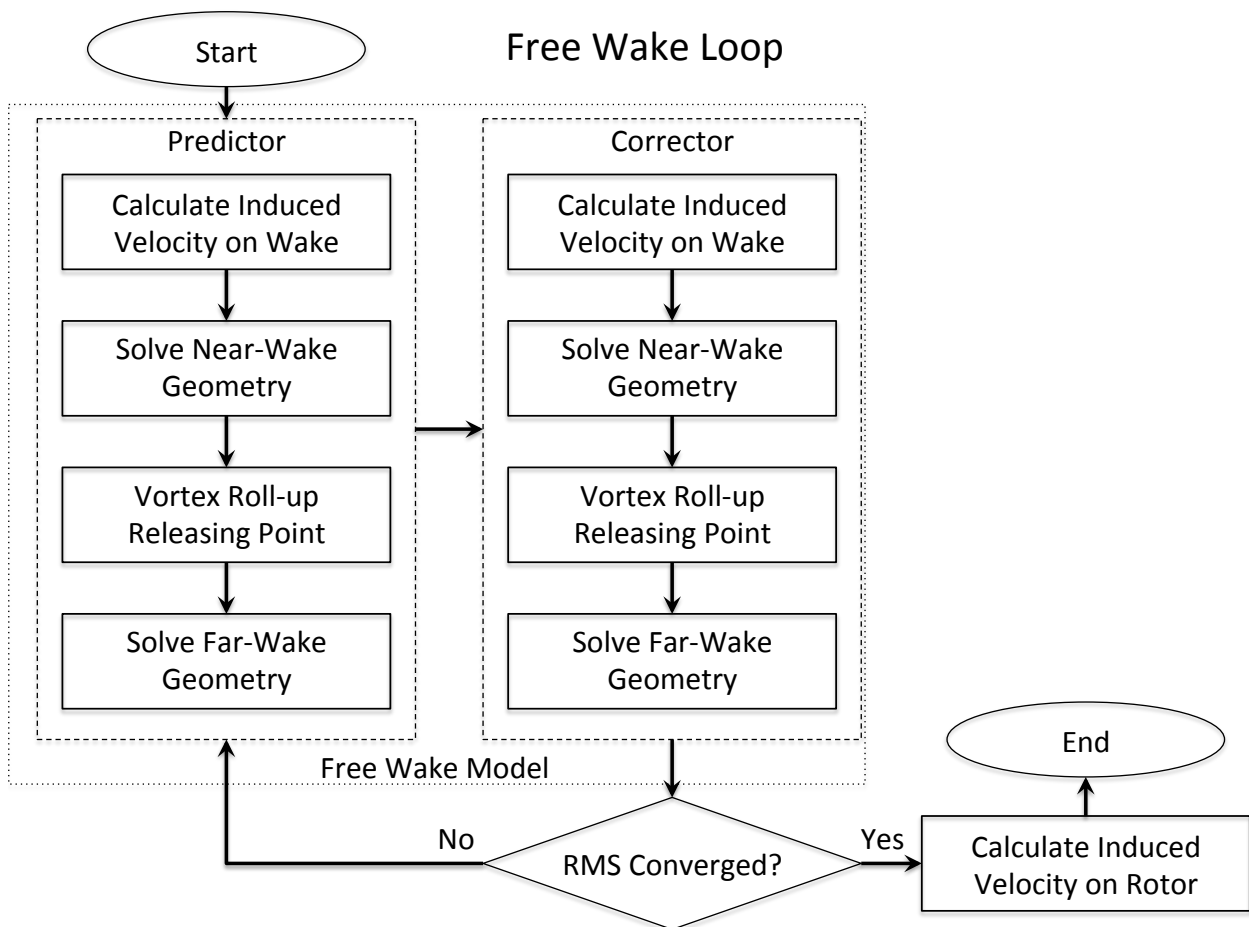 Start
Free Wake Loop
Predictor
Calculate Induced
Velocity on Wake
Solve Near-Wake
Geometry
Vortex Roll-up
Releasing Point
Solve Far-Wake
Geometry
Corrector
Calculate Induced
Velocity on Wake
Solve Near-Wake
Geometry
Vortex Roll-up
Releasing Point
Solve Far-Wake
Geometry
Free Wake Model
No
RMS Converged?
Yes
Calculate Induced
Velocity on Rotor
End